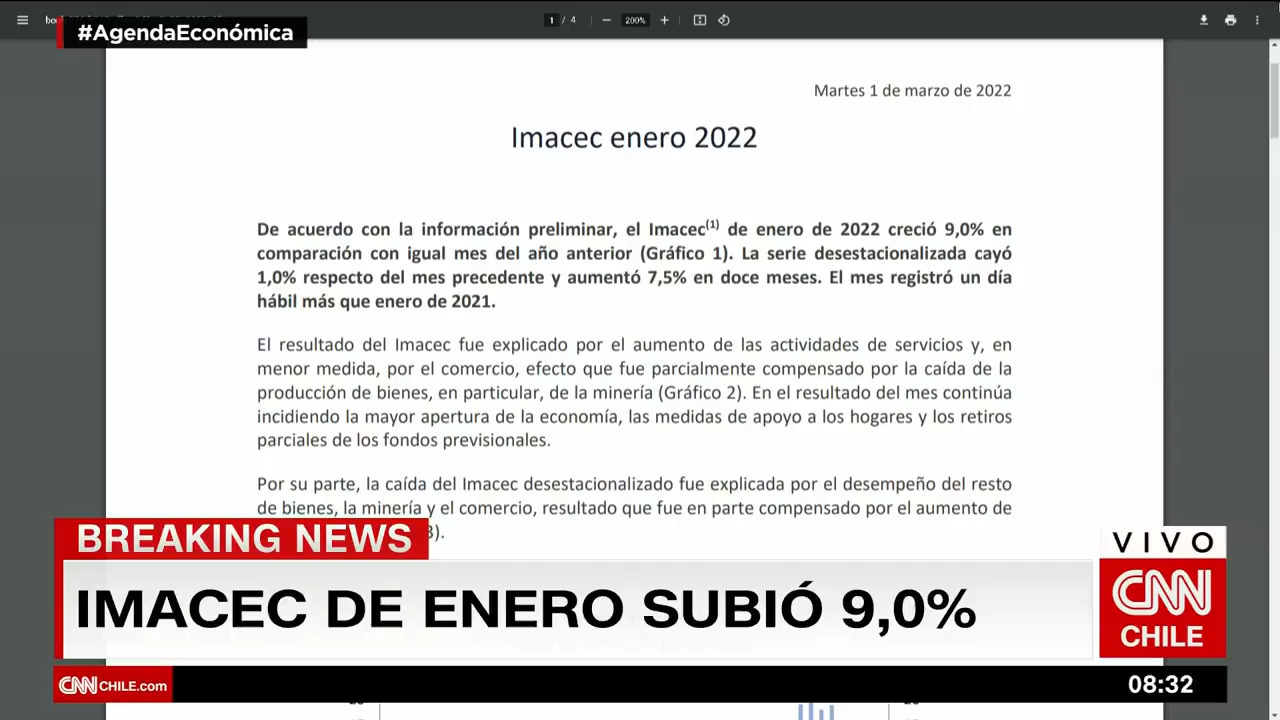 #AgendaEconómica
1 / 4
200%
Martes 1 de marzo de 2022
Imacec enero 2022
De acuerdo con la información preliminar, el Imacec(1) de enero de 2022 creció 9,0% en
comparación con igual mes del año anterior (Gráfico 1). La serie desestacionalizada cayó
1,0% respecto del mes precedente y aumentó 7,5% en doce meses. El mes registró un día
hábil más que enero de 2021.
El resultado del Imacec fue explicado por el aumento de las actividades de servicios y, en
menor medida, por el comercio, efecto que fue parcialmente compensado por la caída de la
producción de bienes, en particular, de la minería (Gráfico 2). En el resultado del mes continúa
incidiendo la mayor apertura de la economía, las medidas de apoyo a los hogares y los retiros
parciales de los fondos previsionales.
Por su parte, la caída del Imacec desestacionalizado fue explicada por el desempeño del resto
de bienes, la minería y el comercio, resultado que fue en parte compensado por el aumento de
3).
BREAKING NEWS
IMACEC DE ENERO SUBIÓ 9,0%
VIVO
CNN
CHILE
CNNCHILE.com
08:32